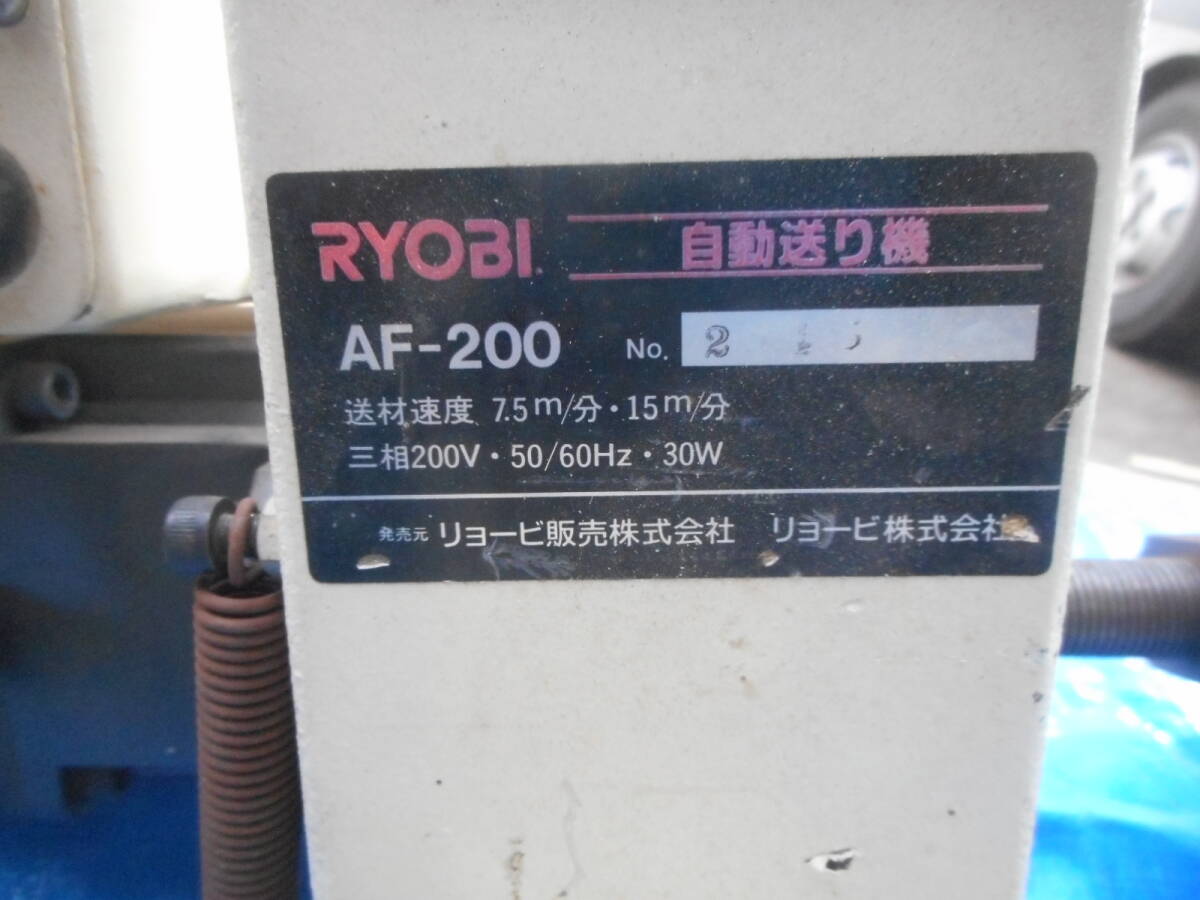 RYOBI 自動送り機
AF-200 No. 2
送材速度 7.5m/分・15m/分
三相200V・50/60Hz・30W
発売元 リョービ販売株式会社 リョービ株式会社